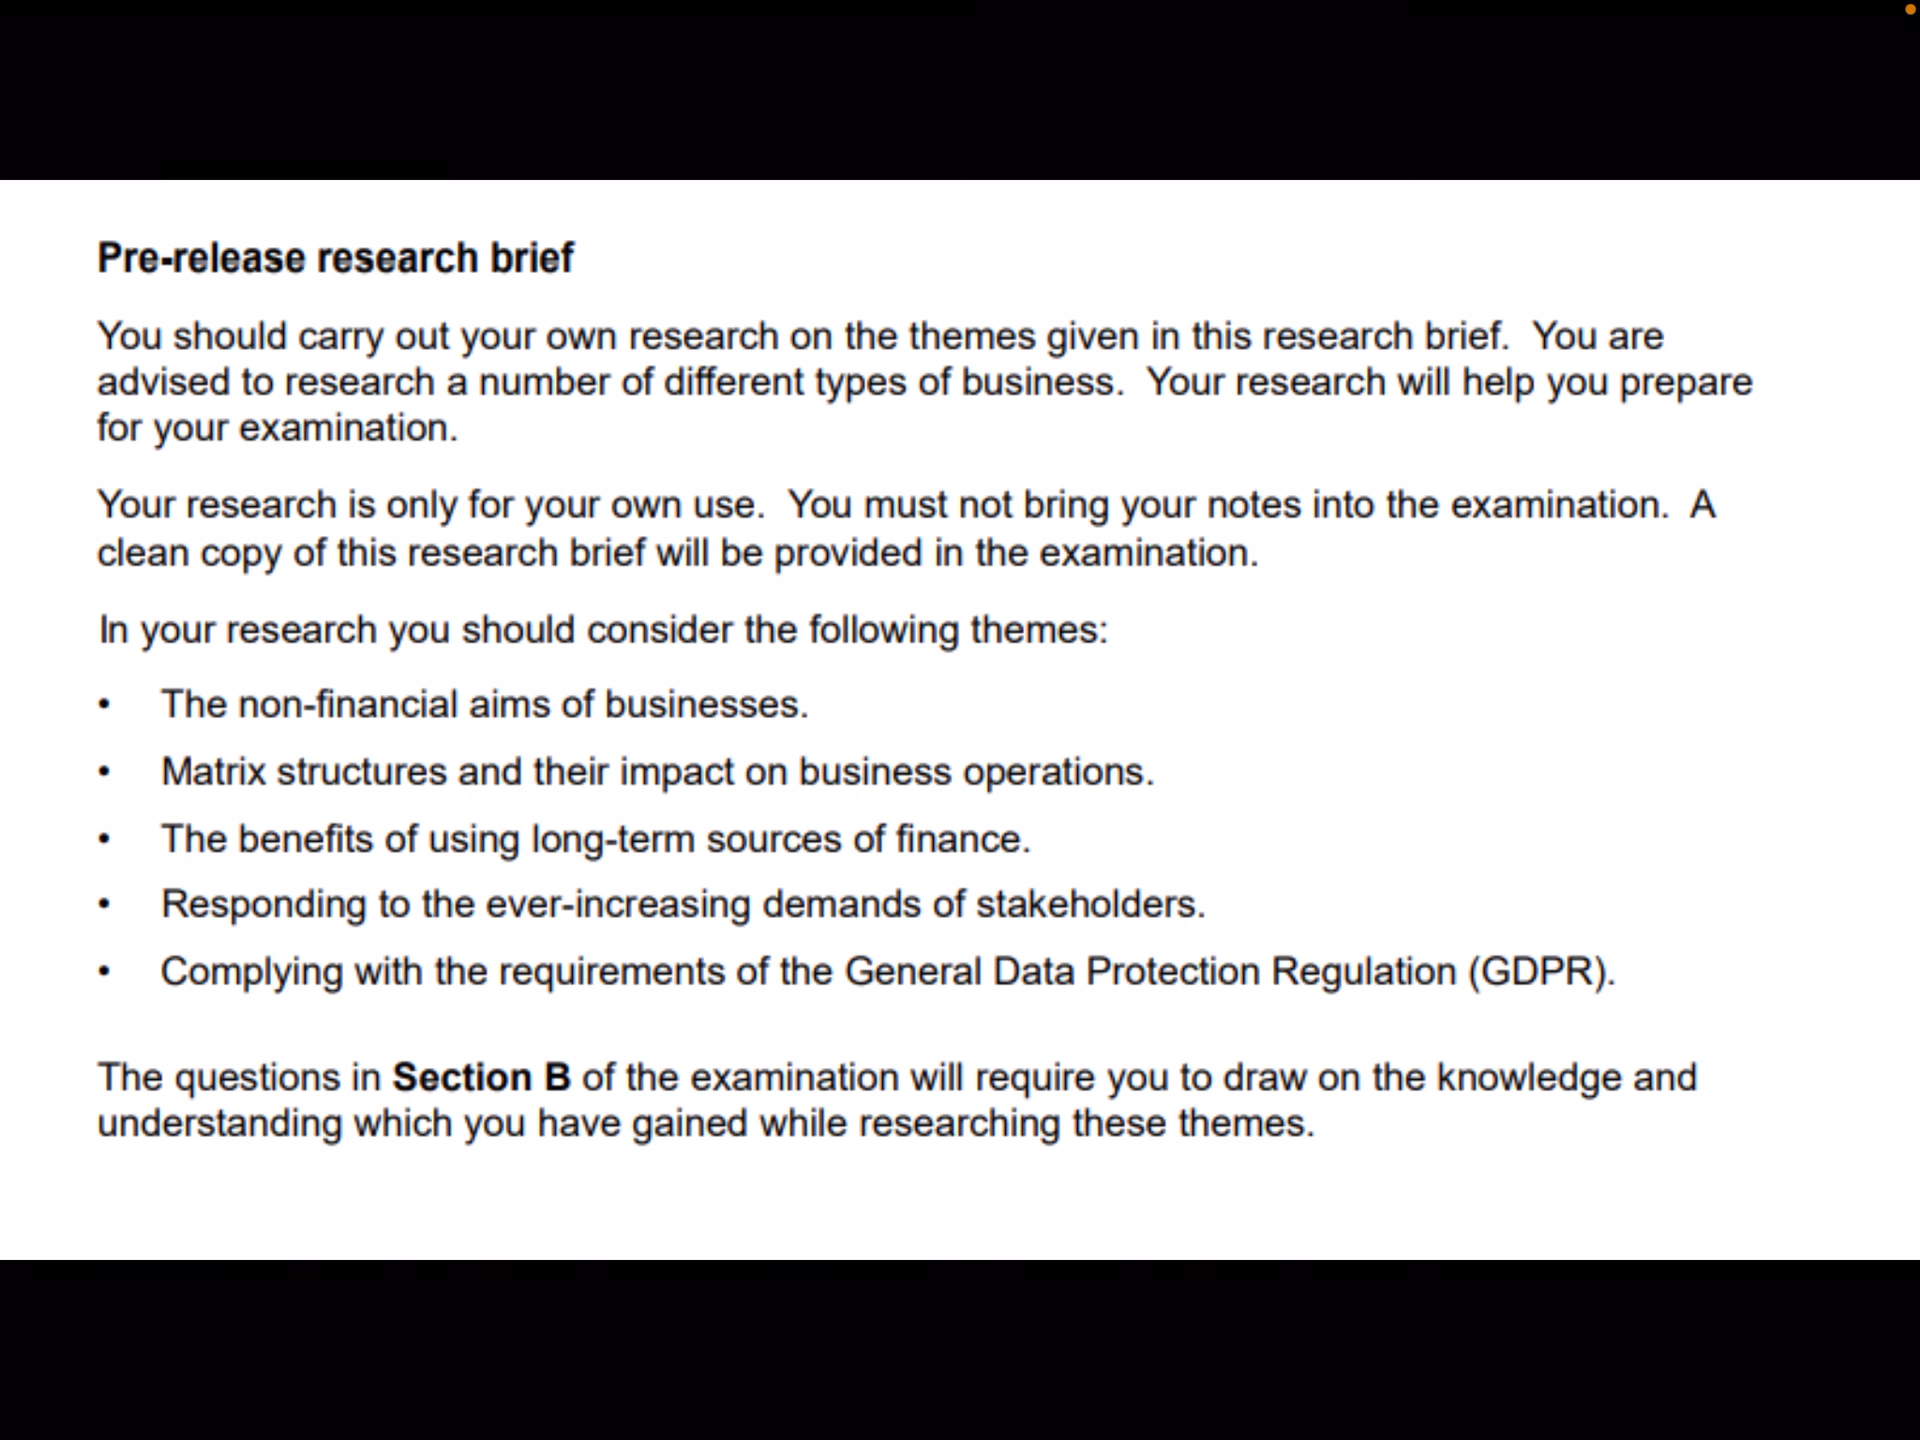 Pre-release research brief
You should carry out your own research on the themes given in this research brief.  You are
advised to research a number of different types of business.  Your research will help you prepare
for your examination.
Your research is only for your own use.  You must not bring your notes into the examination.  A
clean copy of this research brief will be provided in the examination.
In your research you should consider the following themes:
• The non-financial aims of businesses.
• Matrix structures and their impact on business operations.
• The benefits of using long-term sources of finance.
• Responding to the ever-increasing demands of stakeholders.
• Complying with the requirements of the General Data Protection Regulation (GDPR).
The questions in Section B of the examination will require you to draw on the knowledge and
understanding which you have gained while researching these themes.